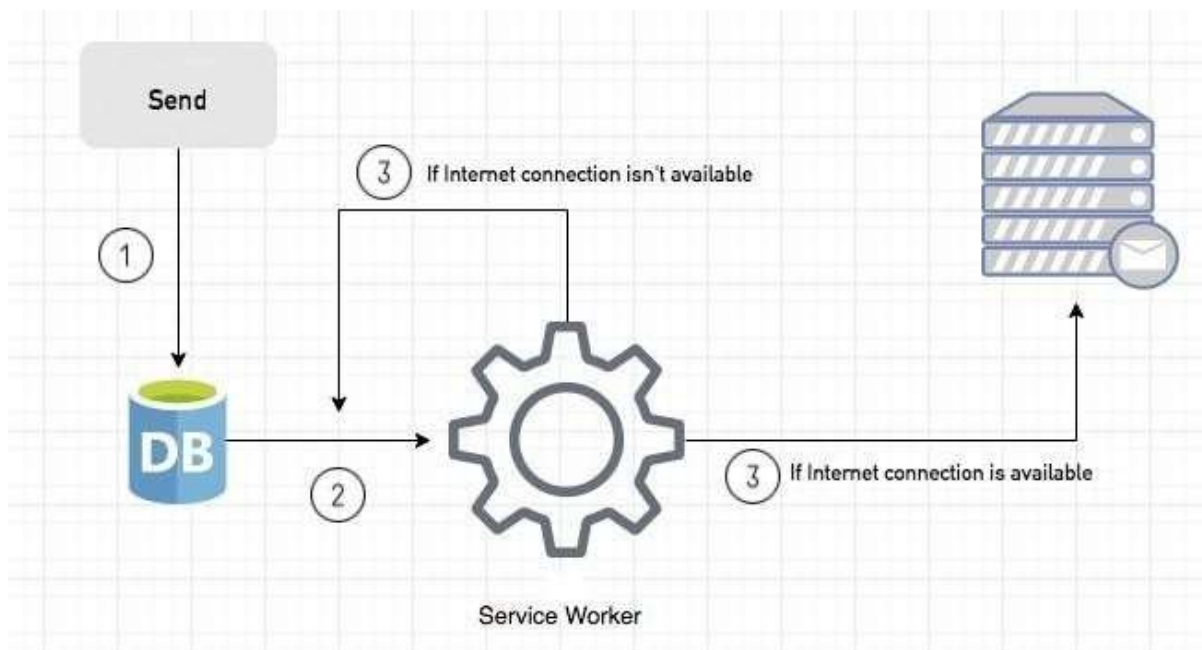 Send
3 If Internet connection isn't available
1
DB
2
3 If Internet connection is available
Service Worker